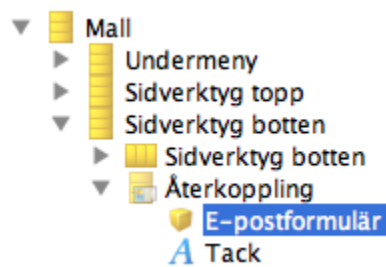 Mall
Undermeny
Sidverktyg topp
Sidverktyg botten
Sidverktyg botten
Återkoppling
E-postformulär
Tack